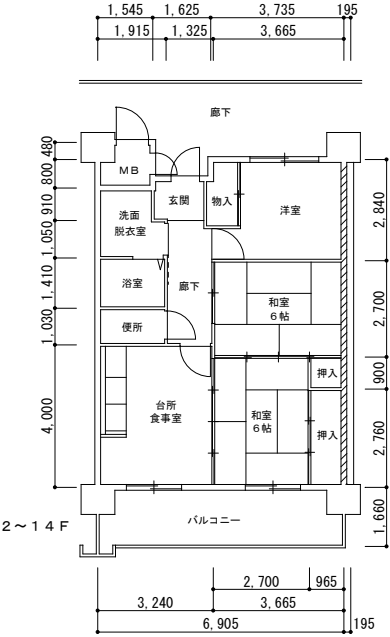 1,545 1,625 3,735 195
1,915 1,325 3,665
廊下
480
800
910
1,050
1,410
1,030
4,000
MB
玄関
物入
洋室
洗面
脱衣室
浴室
廊下
便所
和室
6帖
押入
台所
食事室
和室
6帖
押入
2,840
2,700
900
2,760
1,660
バルコニー
2~14F
2,700 965
3,240 3,665
6,905 195